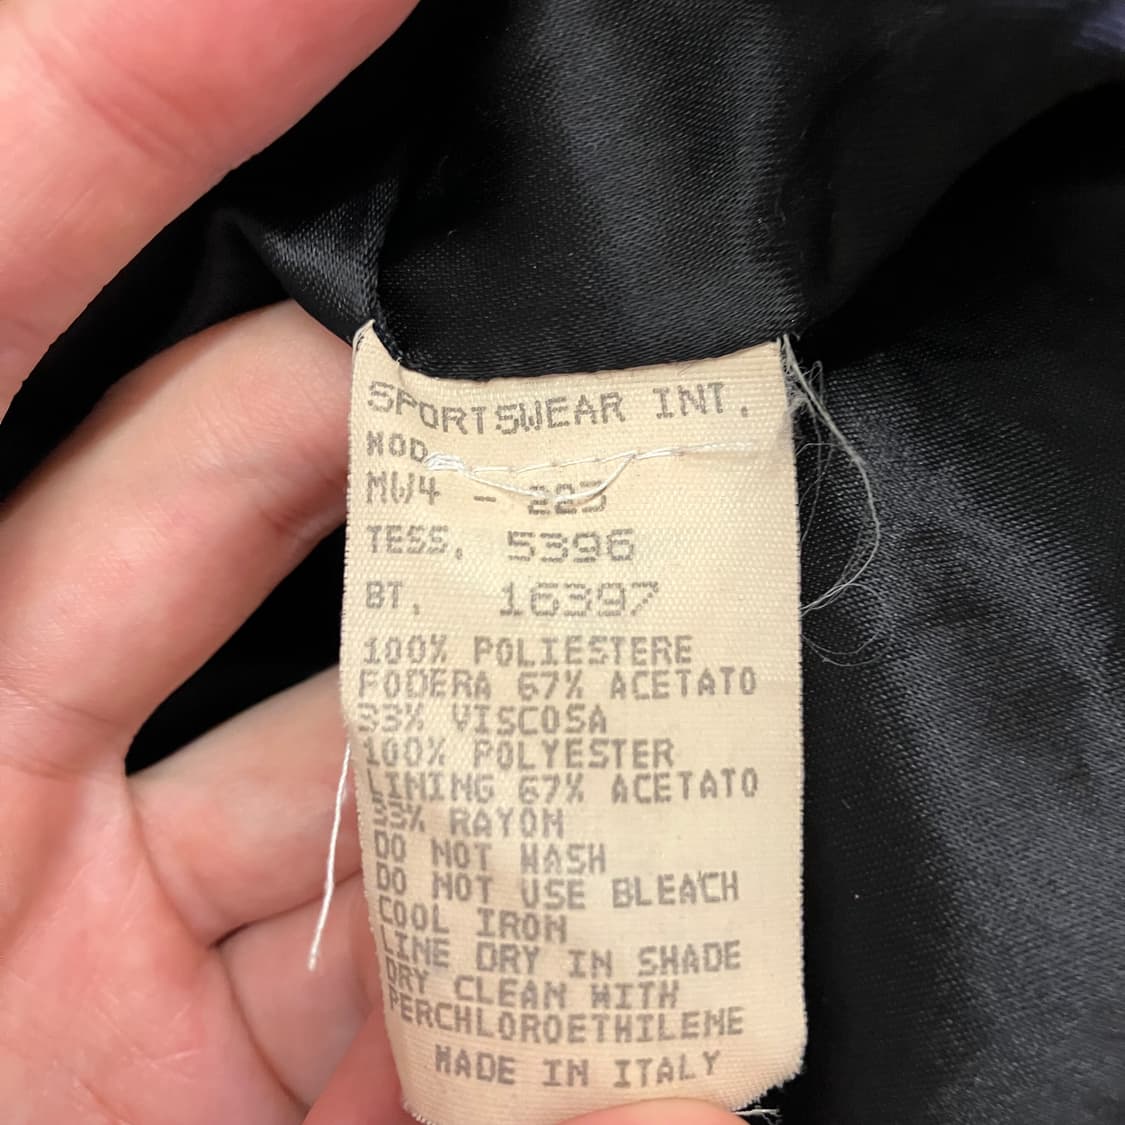 SPORTSWEAR INT.
MOD.
MW4 - 223
TESS. 5396
BT. 16397
100% POLIESTERE
FODERA 67% ACETATO
33% VISCOSA
100% POLYESTER
LINING 67% ACETATO
33% RAYON
DO NOT WASH
DO NOT USE BLEACH
COOL IRON
LINE DRY IN SHADE
DRY CLEAN WITH
PERCHLOROETHILENE
MADE IN ITALY